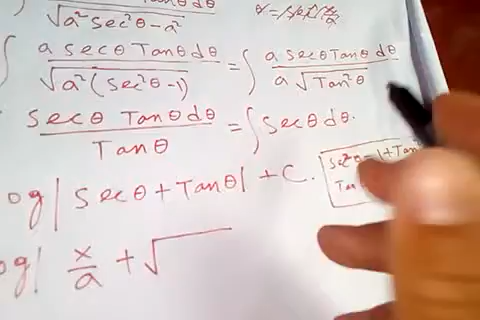 √a²sec²θ-a²
∫ a secθ Tanθ dθ / √a²(sec²θ-1) = ∫ a secθ Tanθ dθ / a√Tan²θ
secθ Tanθ dθ / Tanθ = ∫ secθ dθ.
og| secθ + Tanθ| + C.
og| x/a + √